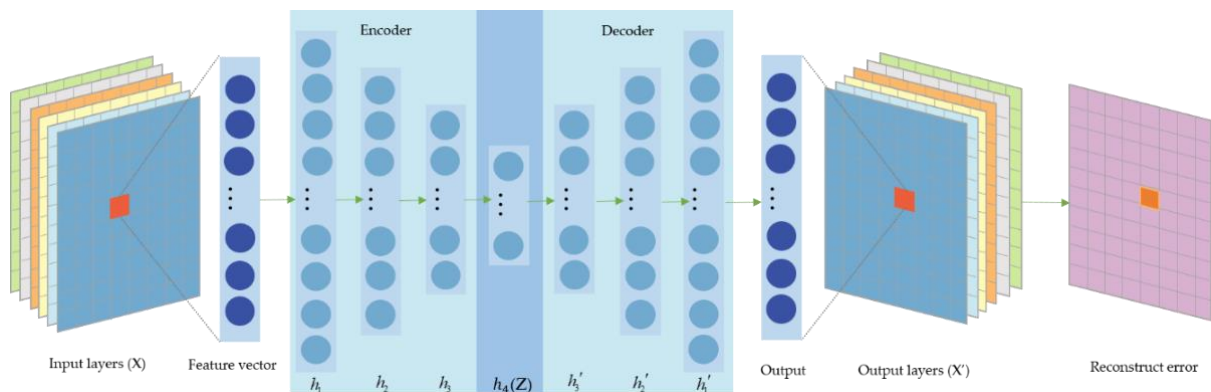 Encoder
Decoder
Input layers (X)
Feature vector
h₁
h₂
h₃
h₄(Z)
h₃′
h₂′
h₁′
Output
Output layers (X′)
Reconstruct error